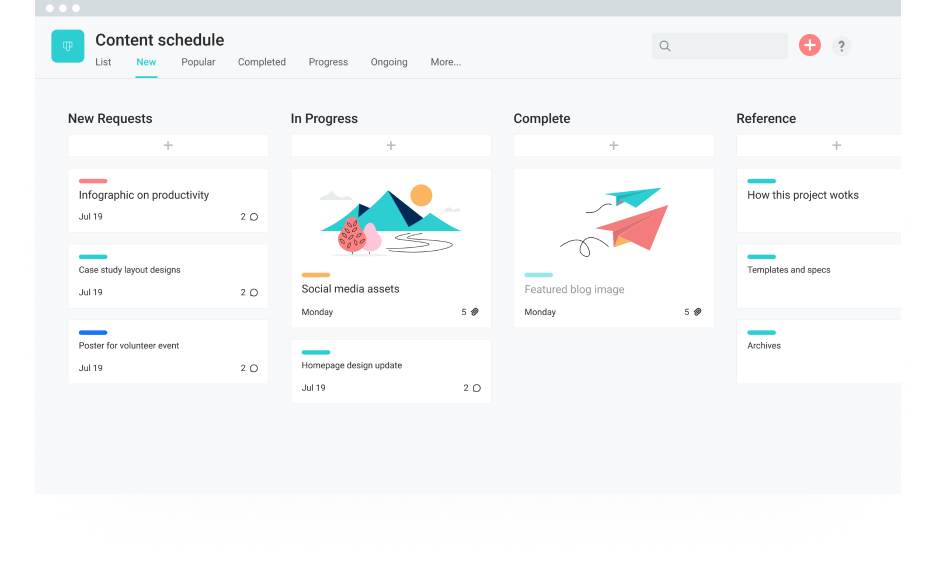 Content schedule
List New Popular Completed Progress Ongoing More...
?
New Requests
+
Infographic on productivity
Jul 19 2
Case study layout designs
Jul 19 2
Poster for volunteer event
Jul 19 2
In Progress
+
Social media assets
Monday 5
Homepage design update
Jul 19 2
Complete
+
Featured blog image
Monday 5
Reference
+
How this project wotks
Templates and specs
Archives